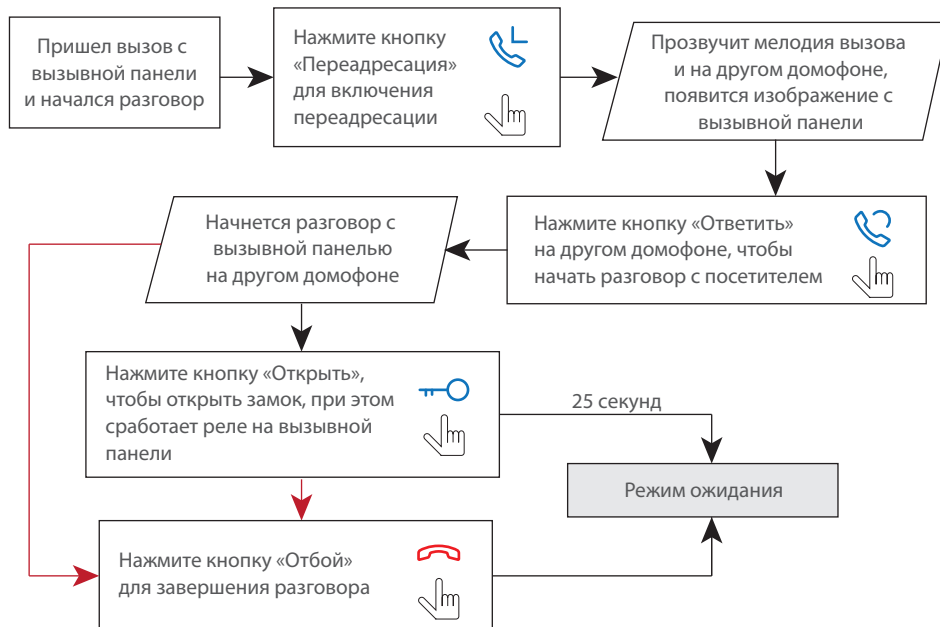 Пришел вызов с
вызывной панели
и начался разговор
Нажмите кнопку
«Переадресация»
для включения
переадресации
Прозвучит мелодия вызова
и на другом домофоне,
появится изображение с
вызывной панели
Начнется разговор с
вызывной панелью
на другом домофоне
Нажмите кнопку «Ответить»
на другом домофоне, чтобы
начать разговор с посетителем
Нажмите кнопку «Открыть»,
чтобы открыть замок, при этом
сработает реле на вызывной
панели
25 секунд
Режим ожидания
Нажмите кнопку «Отбой»
для завершения разговора